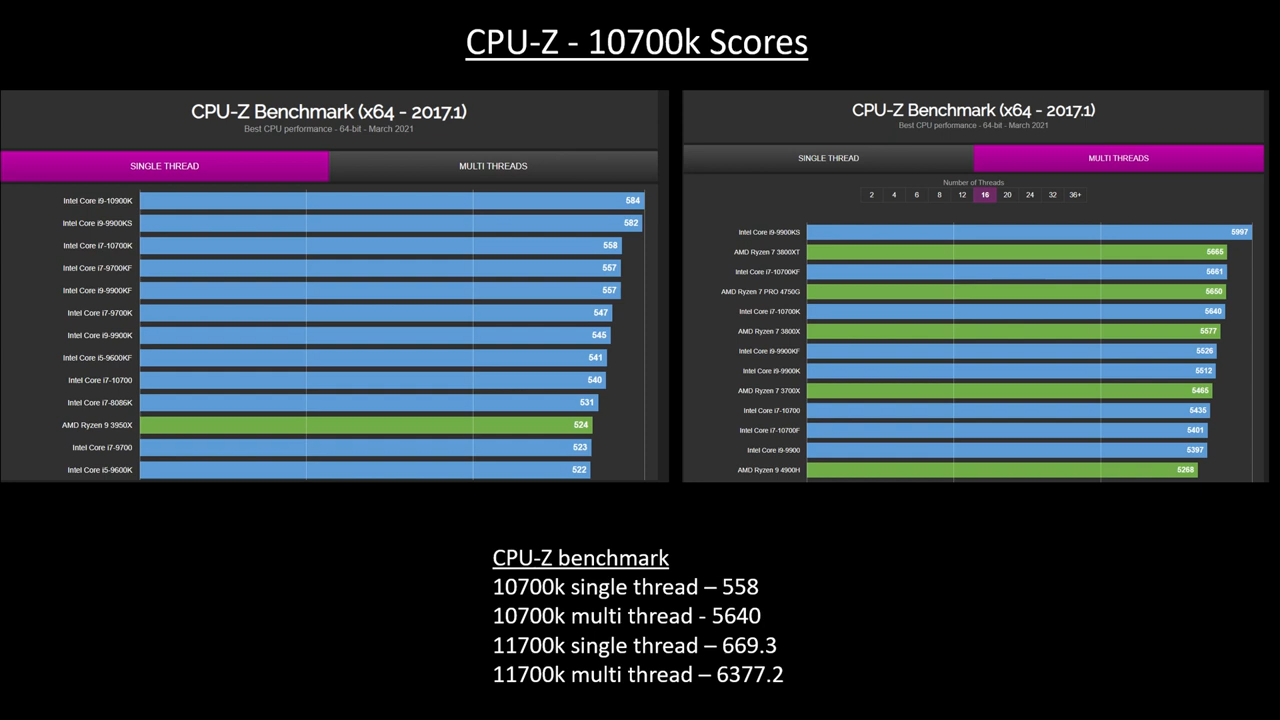 CPU-Z - 10700k Scores
CPU-Z Benchmark (x64 - 2017.1)
Best CPU performance - 64-bit - March 2021
SINGLE THREAD
MULTI THREADS
Intel Core i9-10900K 584
Intel Core i9-9900KS 582
Intel Core i7-10700K 558
Intel Core i7-9700KF 557
Intel Core i9-9900KF 557
Intel Core i7-9700K 547
Intel Core i9-9900K 545
Intel Core i5-9600KF 541
Intel Core i7-10700 540
Intel Core i7-8086K 531
AMD Ryzen 9 3950X 524
Intel Core i7-9700 523
Intel Core i5-9600K 522
CPU-Z Benchmark (x64 - 2017.1)
Best CPU performance - 64-bit - March 2021
SINGLE THREAD
MULTI THREADS
Number of Threads
2 4 6 8 12 16 20 24 32 36+
Intel Core i9-9900KS 5997
AMD Ryzen 7 3800XT 5665
Intel Core i7-10700KF 5661
AMD Ryzen 7 PRO 4750G 5650
Intel Core i7-10700K 5640
AMD Ryzen 7 3800X 5577
Intel Core i9-9900KF 5526
Intel Core i9-9900K 5512
AMD Ryzen 7 3700X 5465
Intel Core i7-10700 5435
Intel Core i7-10700F 5401
Intel Core i9-9900 5397
AMD Ryzen 9 4900H 5268
CPU-Z benchmark
10700k single thread – 558
10700k multi thread - 5640
11700k single thread – 669.3
11700k multi thread – 6377.2